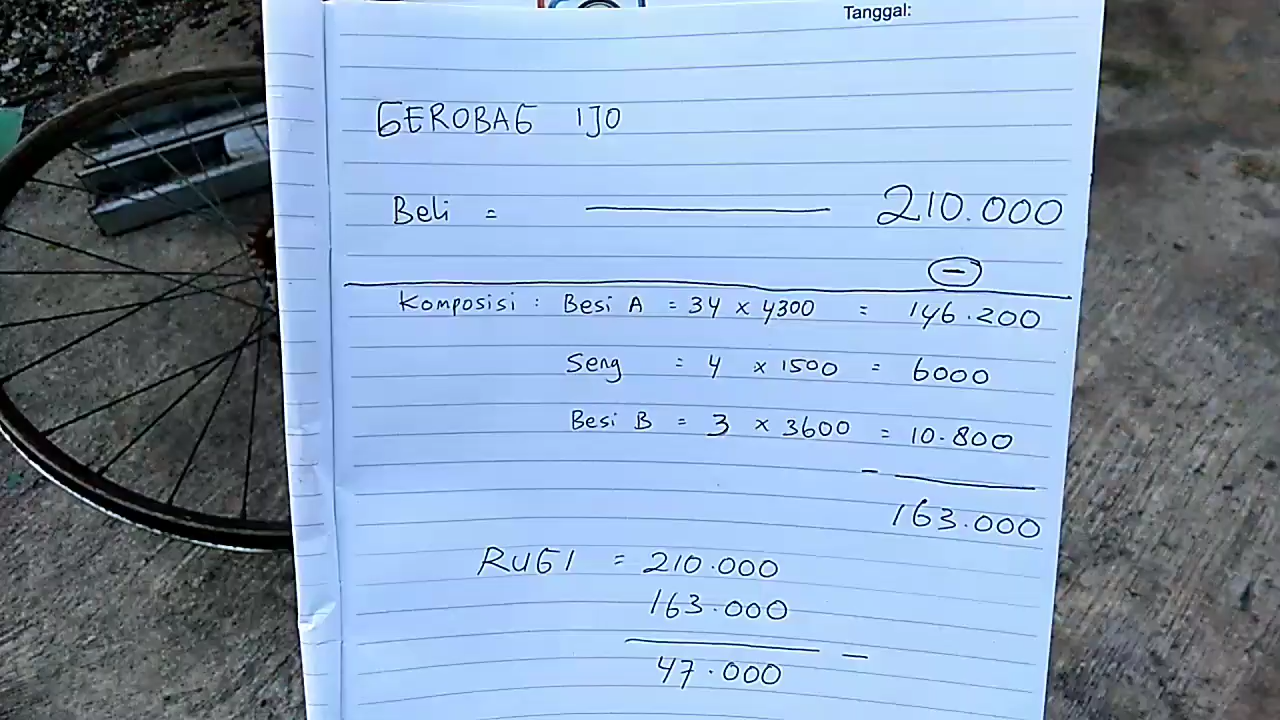 Tanggal:
GEROBAG IJO
Beli = 210.000
-
Komposisi : Besi A = 34 x 4300 = 146.200
Seng = 4 x 1500 = 6000
Besi B = 3 x 3600 = 10.800
-
163.000
RUGI = 210.000
163.000
-
47.000